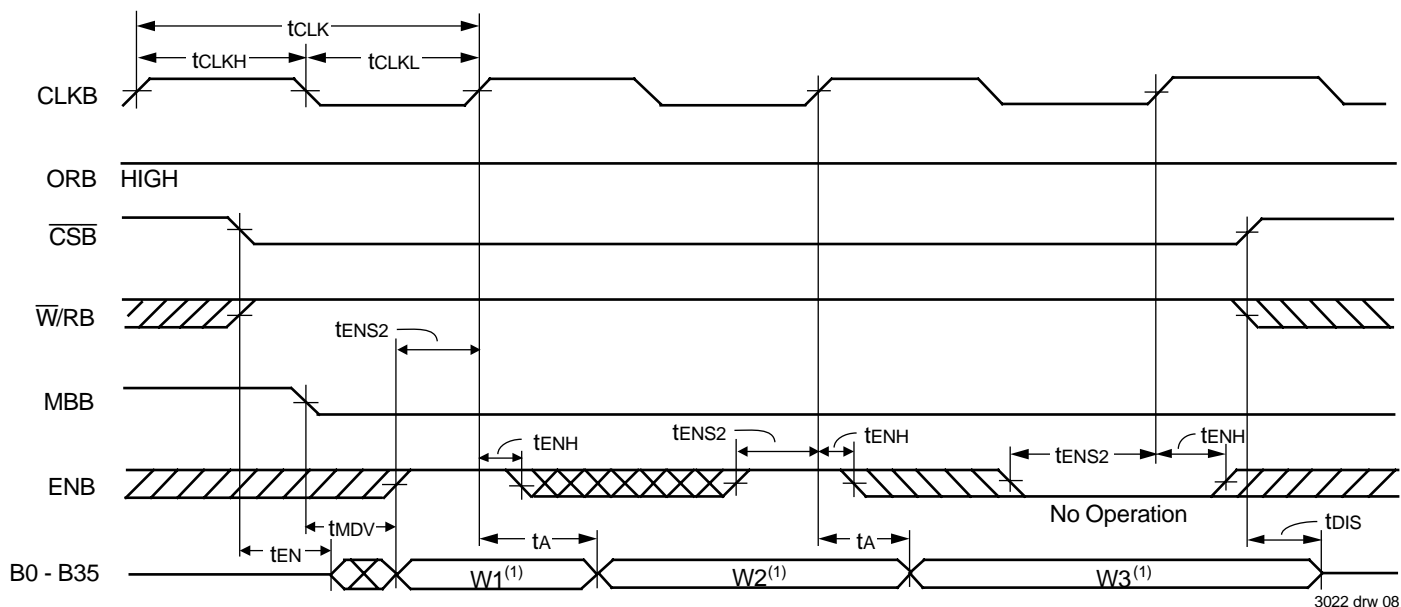 tCLK
tCLKH tCLKL
CLKB
ORB HIGH
CSB
W/RB
tENS2
MBB
tENH tENS2 tENH tENS2 tENH
ENB
No Operation
tMDV tDIS
tEN tA tA
B0 - B35 W1(1) W2(1) W3(1)
3022 drw 08